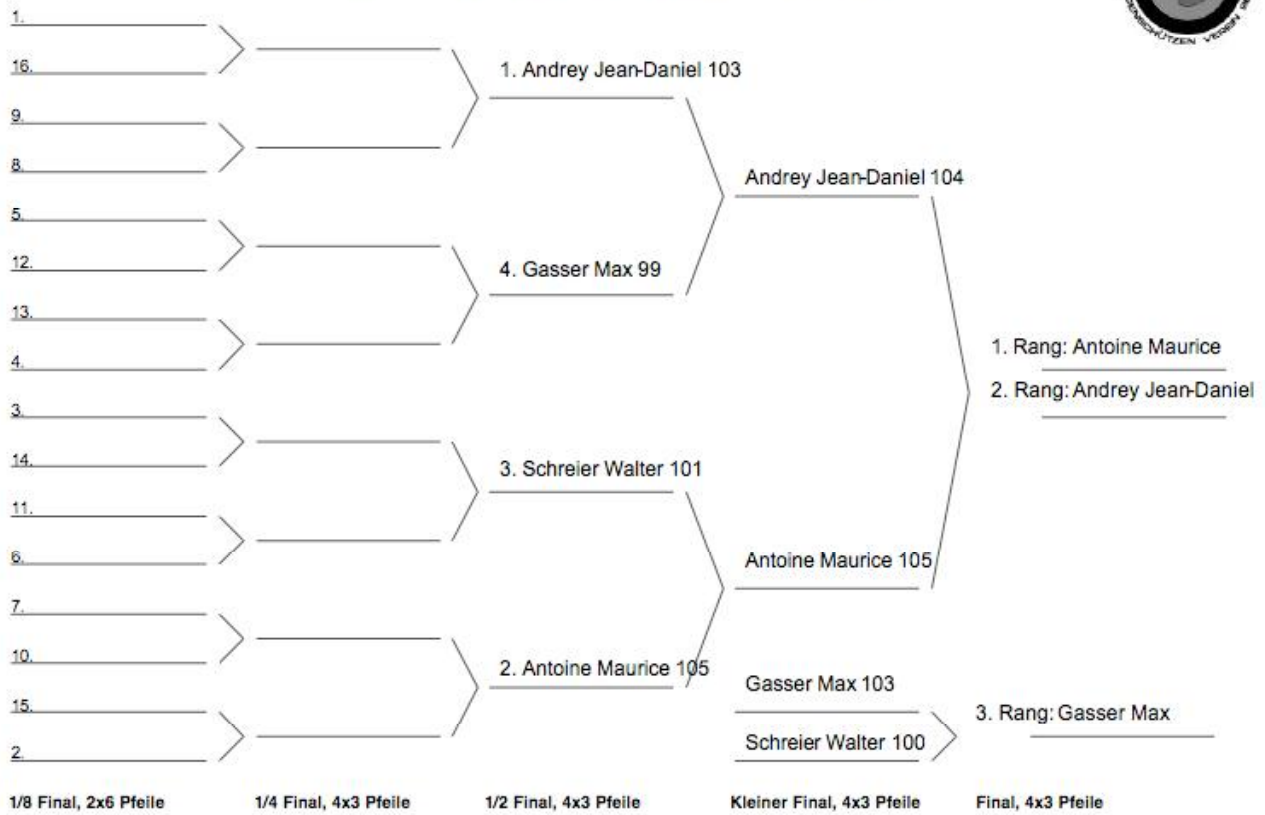 1.
16.
9.
8.
5.
12.
13.
4.
3.
14.
11.
6.
7.
10.
15.
2.
1. Andrey Jean-Daniel 103
4. Gasser Max 99
3. Schreier Walter 101
2. Antoine Maurice 105
Andrey Jean-Daniel 104
Antoine Maurice 105
Gasser Max 103
Schreier Walter 100
1. Rang: Antoine Maurice
2. Rang: Andrey Jean-Daniel
3. Rang: Gasser Max
1/8 Final, 2x6 Pfeile
1/4 Final, 4x3 Pfeile
1/2 Final, 4x3 Pfeile
Kleiner Final, 4x3 Pfeile
Final, 4x3 Pfeile
VEREIN